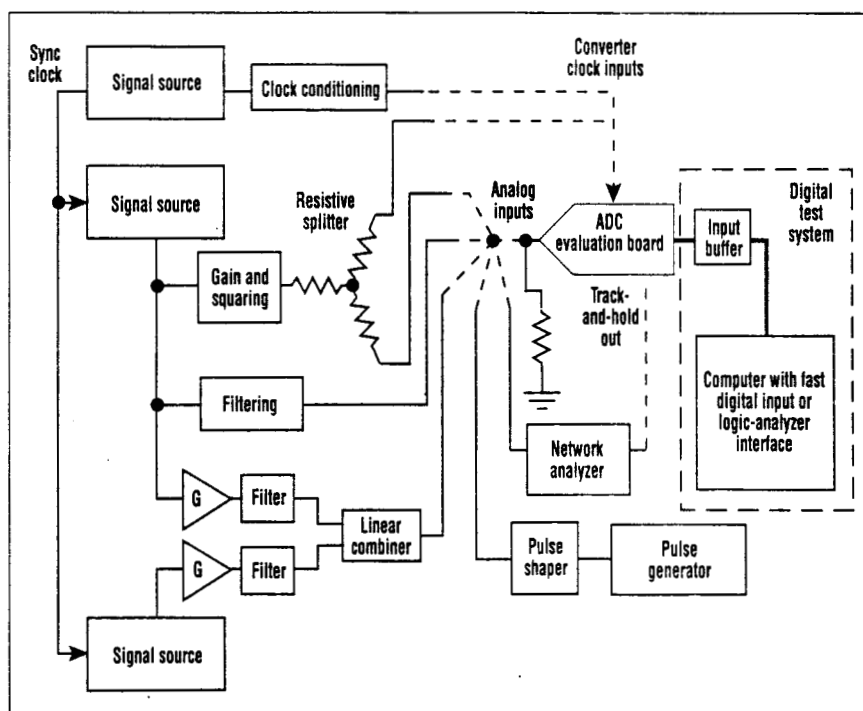 Sync
clock
Signal source
Clock conditioning
Converter
clock inputs
Signal source
Resistive
splitter
Analog
inputs
ADC
evaluation board
Input
buffer
Digital
test
system
Gain and
squaring
Track-
and-hold
out
Computer with fast
digital input or
logic-analyzer
interface
Filtering
Network
analyzer
G
Filter
Linear
combiner
G
Filter
Pulse
shaper
Pulse
generator
Signal source